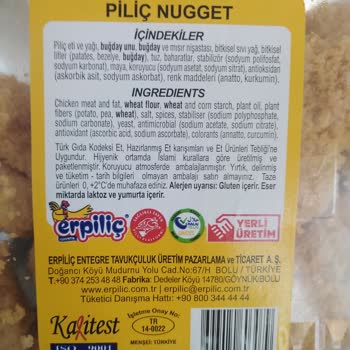 PİLİÇ NUGGET
İÇİNDEKİLER
Piliç eti ve yağı, buğday unu, buğday ve mısır nişastası, bitkisel sıvı yağ, bitkisel
lifler (patates, bezelye, buğday), tuz, baharatlar, stabilizör (sodyum polifosfat,
sodyum karbonat), maya, koruyucu (sodyum asetat, sodyum sitrat), antioksidan
(askorbik asit, sodyum askorbat), renk maddeleri (anatto, kurkumin).
INGREDIENTS
Chicken meat and fat, wheat flour, wheat and corn starch, plant oil, plant
fibers (potato, pea, wheat), salt, spices, stabiliser (sodium polyphosphate,
sodium carbonate), yeast, antimicrobial (sodium acetate, sodium citrate),
antioxidant (ascorbic acid, sodium ascorbate), colorants (annatto, curcumin).
Türk Gıda Kodeksi Et, Hazırlanmış Et karışımları ve Et Ürünleri Tebliği'ne
Uygundur. Hijyenik ortamda İslami kurallara göre üretilmiş ve
paketlenmiştir. Koruyucu atmosferde ambalajlanmıştır. Yırtık, delinmiş
ve tüketim - tarih bilgileri olmayan ambalajı satın almayınız. Taze
ürünleri 0, +2°C'de muhafaza ediniz. Alerjen uyarısı: Gluten içerir. Eser
miktarda laktoz ve yumurta içerir.
erpiliç
HELAL
YERLİ
ÜRETİM
ERPİLİÇ ENTEGRE TAVUKÇULUK ÜRETİM PAZARLAMA ve TİCARET A.Ş.
Doğancı Köyü Mudurnu Yolu Cad.No:67/H BOLU / TÜRKİYE
T.+90 374 253 48 48 Fabrika: Dedeler Köyü 14780/GÖYNÜK/BOLU
www.erpilic.com.tr | erpilic@erpilic.com.tr
Tüketici Danışma Hattı: +90 800 344 44 44
Kalitest
ISO 9001
İşletme Onay No:
TR
14-0022
MENŞEİ: TÜRKİYE